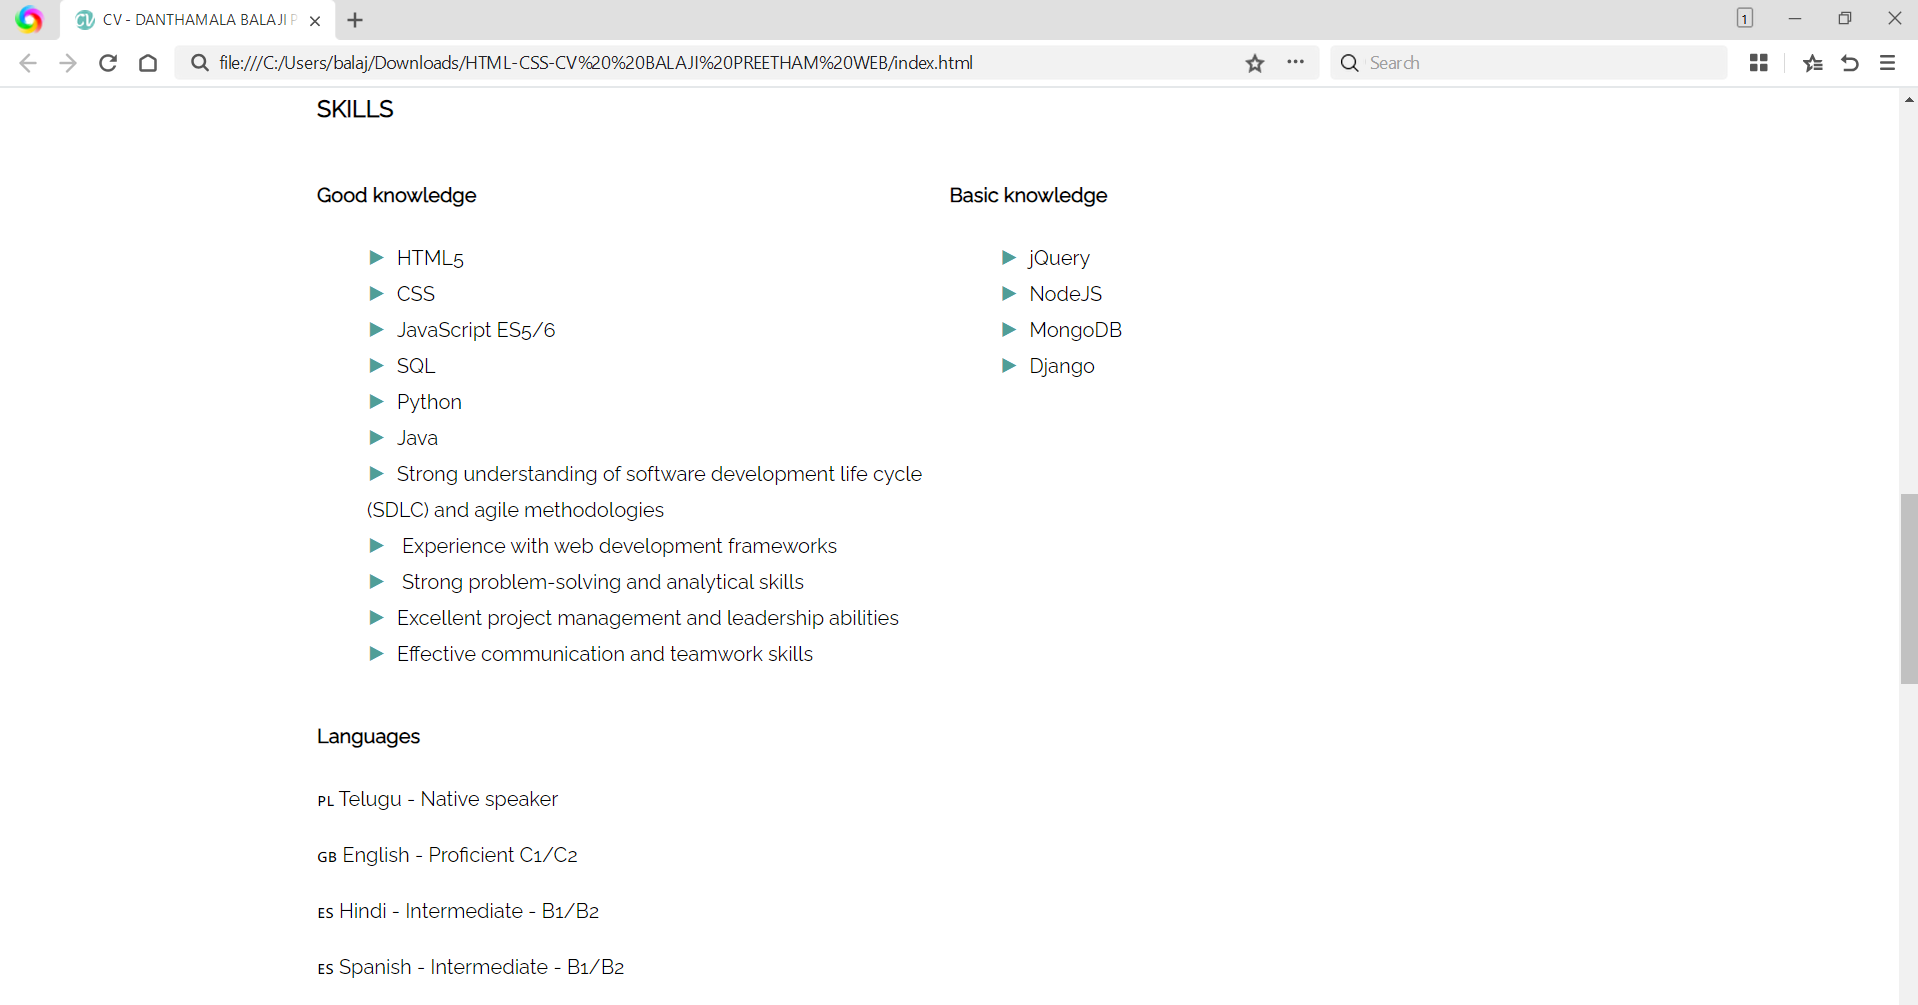 CV - DANTHAMALA BALAJI P
1
file:///C:/Users/balaj/Downloads/HTML-CSS-CV%20%20BALAJI%20PREETHAM%20WEB/index.html
Search
SKILLS
Good knowledge
HTML5
CSS
JavaScript ES5/6
SQL
Python
Java
Strong understanding of software development life cycle
(SDLC) and agile methodologies
Experience with web development frameworks
Strong problem-solving and analytical skills
Excellent project management and leadership abilities
Effective communication and teamwork skills
Basic knowledge
jQuery
NodeJS
MongoDB
Django
Languages
PL Telugu - Native speaker
GB English - Proficient C1/C2
ES Hindi - Intermediate - B1/B2
ES Spanish - Intermediate - B1/B2